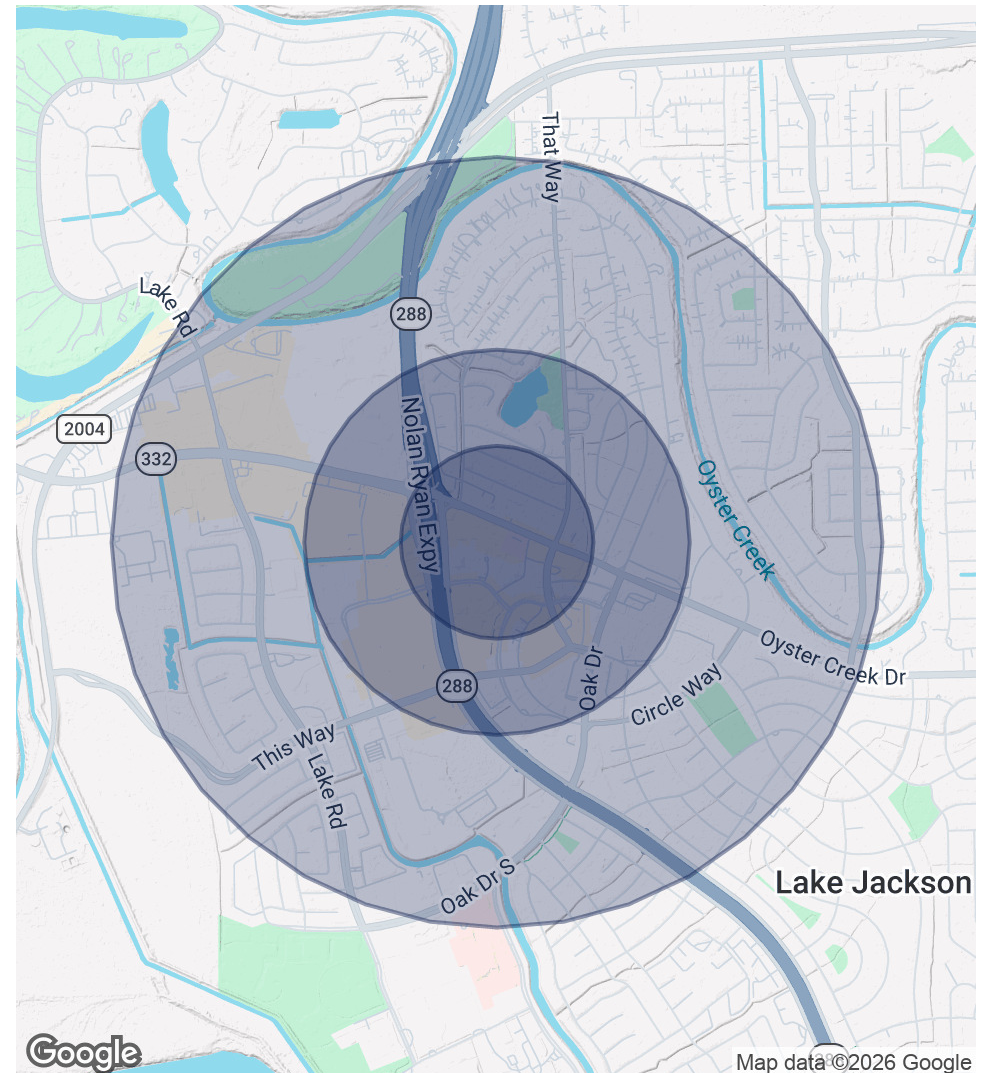 That Way
Lake Rd
288
2004
332
Nolan Ryan Expy
Oyster Creek
Oyster Creek Dr
288
Oak Dr
Circle Way
This Way
Lake Rd
Oak Dr S
Lake Jackson
Google
Map data ©2026 Google